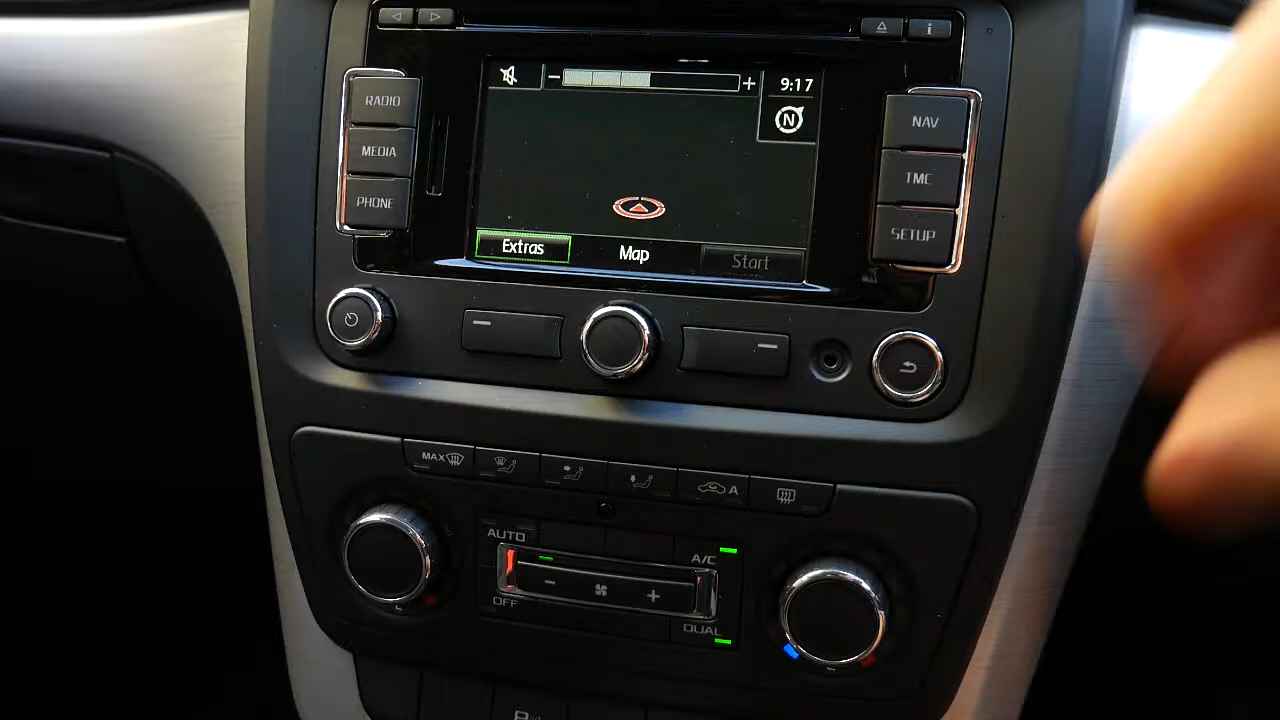 i
9:17
N
RADIO
MEDIA
PHONE
NAV
TMC
SETUP
Extras
Map
Start
MAX
A
AUTO
A/C
OFF
DUAL
P